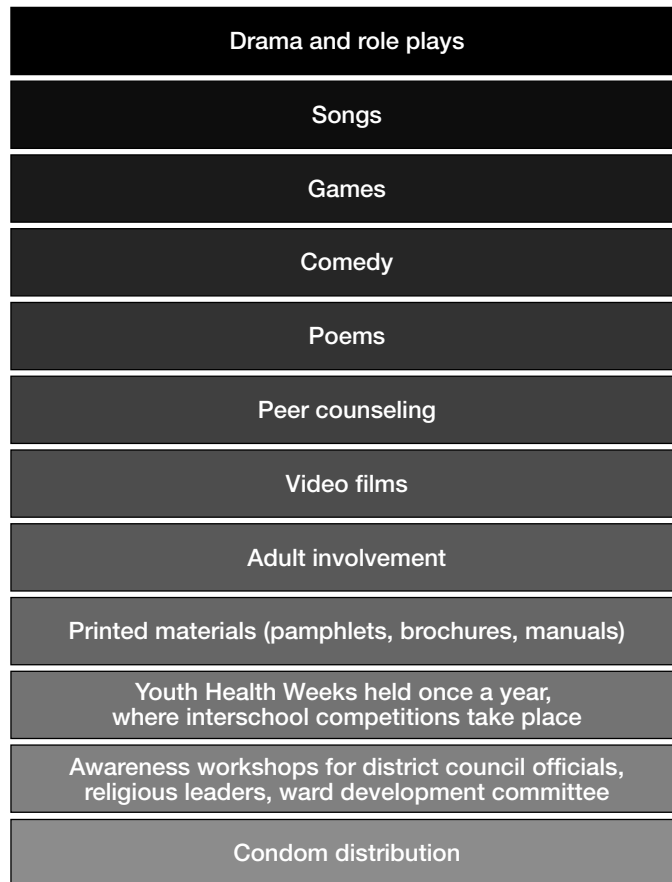 Drama and role plays
Songs
Games
Comedy
Poems
Peer counseling
Video films
Adult involvement
Printed materials (pamphlets, brochures, manuals)
Youth Health Weeks held once a year,
where interschool competitions take place
Awareness workshops for district council officials,
religious leaders, ward development committee
Condom distribution